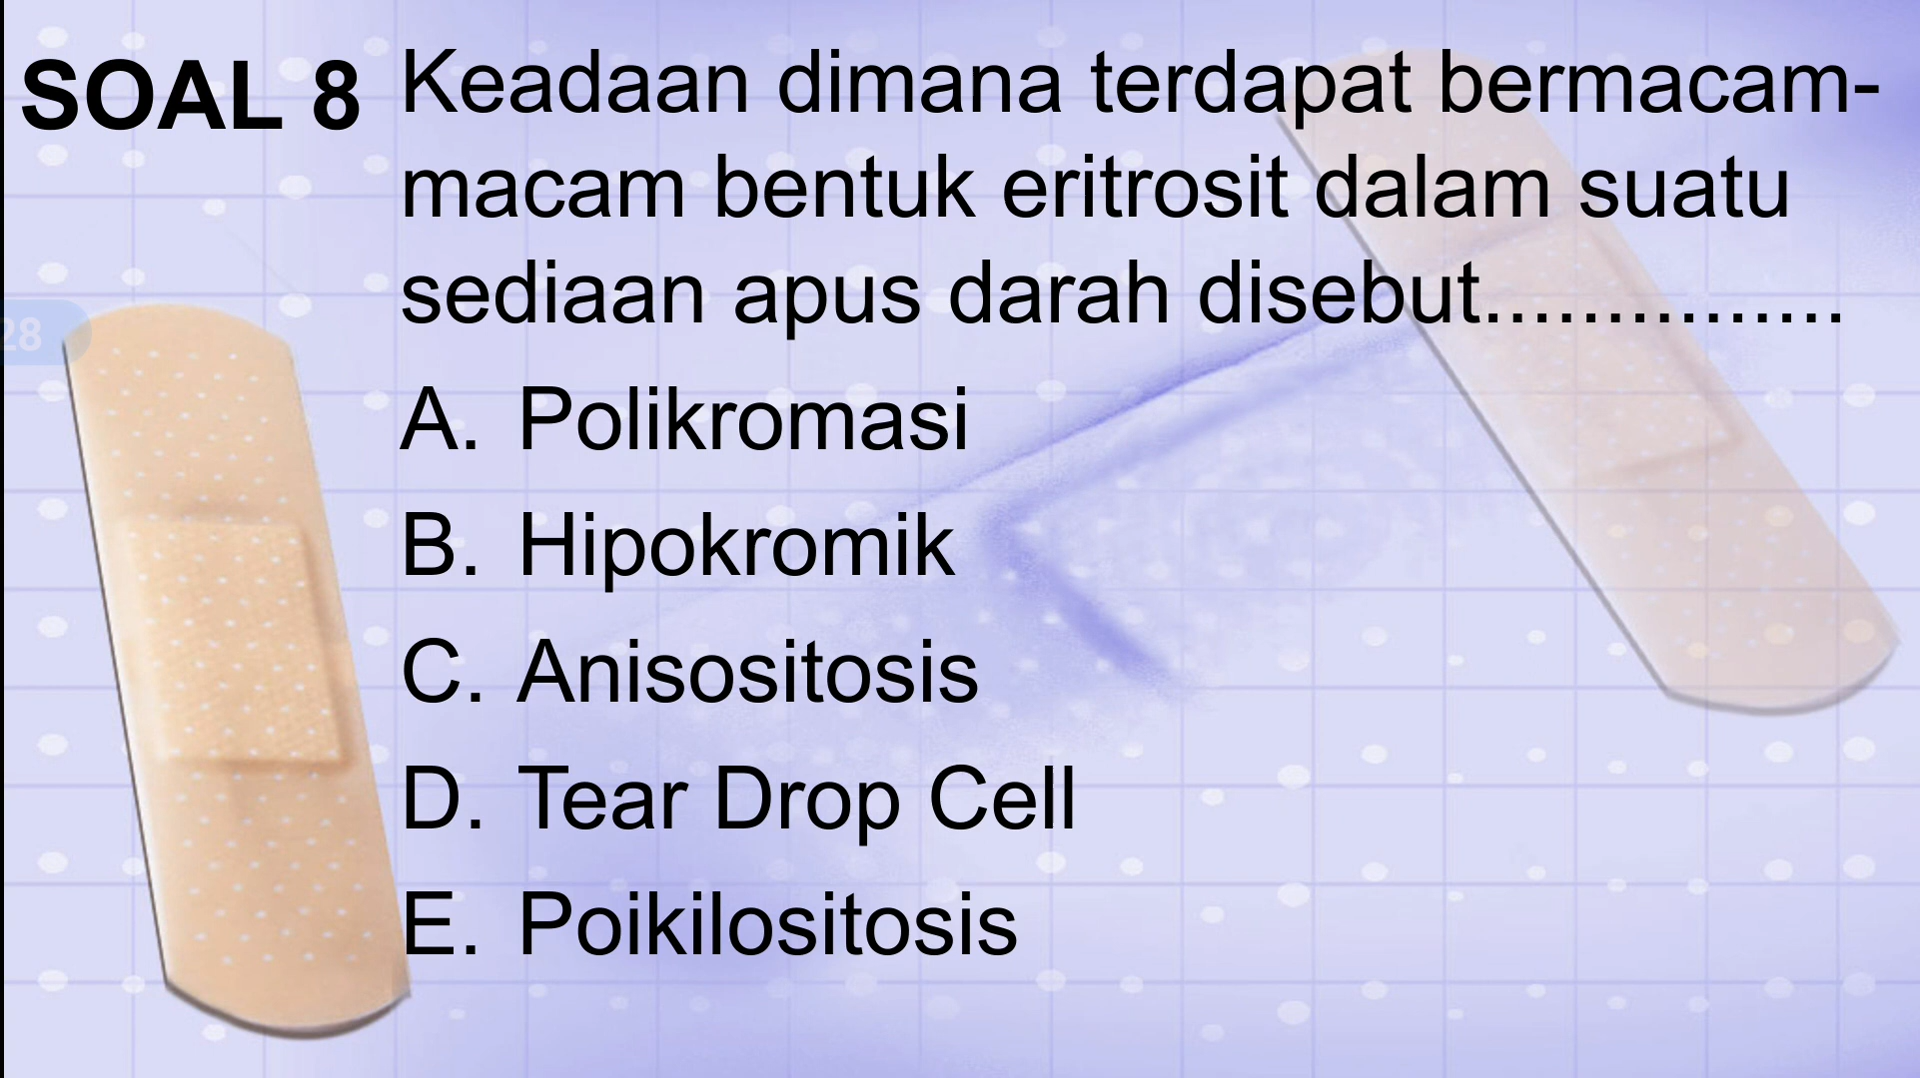 SOAL 8
Keadaan dimana terdapat bermacam-
macam bentuk eritrosit dalam suatu
sediaan apus darah disebut...............
28
A. Polikromasi
B. Hipokromik
C. Anisositosis
D. Tear Drop Cell
E. Poikilositosis